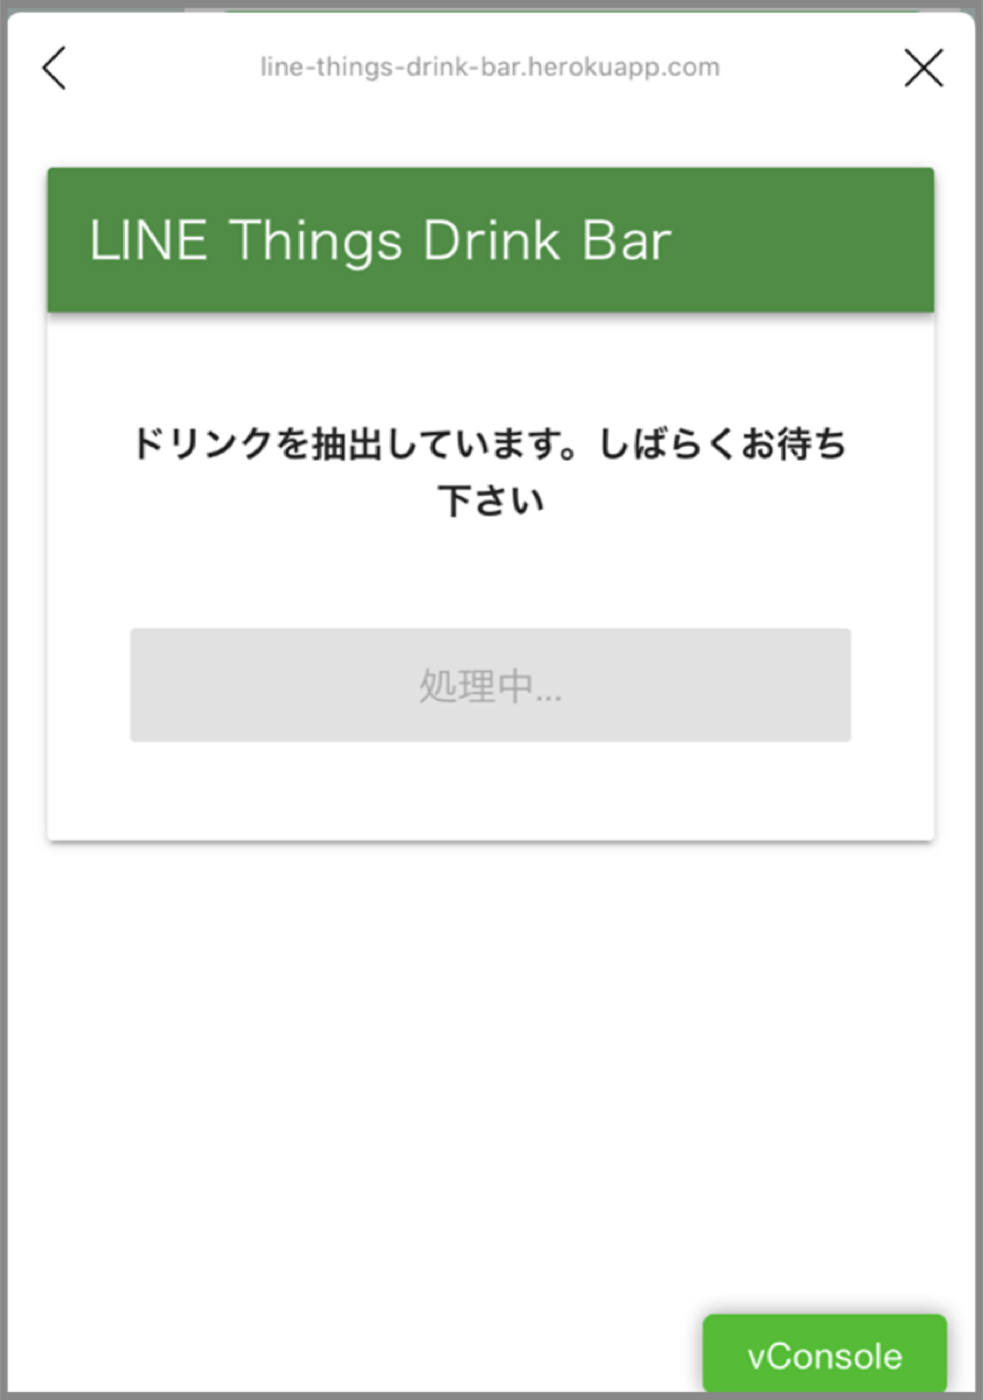 line-things-drink-bar.herokuapp.com
LINE Things Drink Bar
ドリンクを抽出しています。しばらくお待ち
下さい
処理中...
vConsole